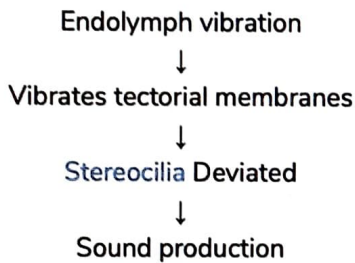 Endolymph vibration
↓
Vibrates tectorial membranes
↓
Stereocilia Deviated
↓
Sound production